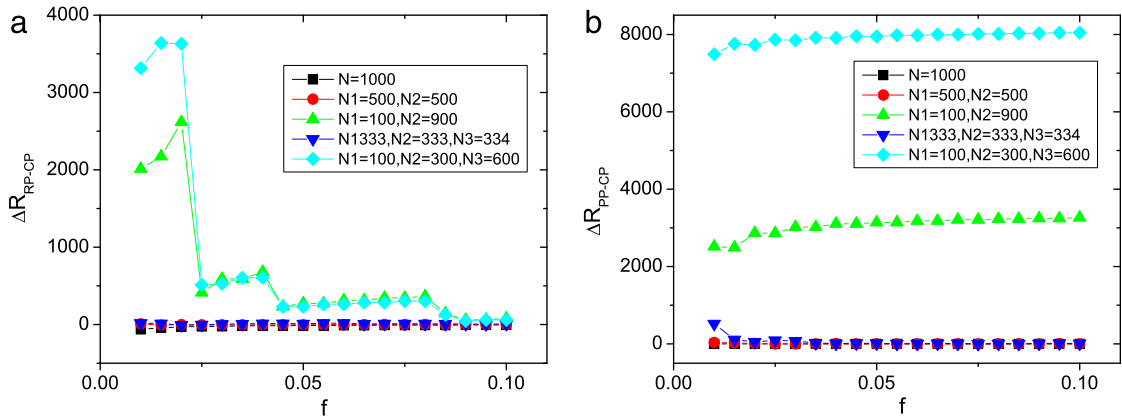 a
4000
3000
2000
1000
0
ΔR_RP-CP
N=1000
N1=500,N2=500
N1=100,N2=900
N1333,N2=333,N3=334
N1=100,N2=300,N3=600
0.00
0.05
0.10
f
b
8000
6000
4000
2000
0
ΔR_PP-CP
N=1000
N1=500,N2=500
N1=100,N2=900
N1333,N2=333,N3=334
N1=100,N2=300,N3=600
0.00
0.05
0.10
f